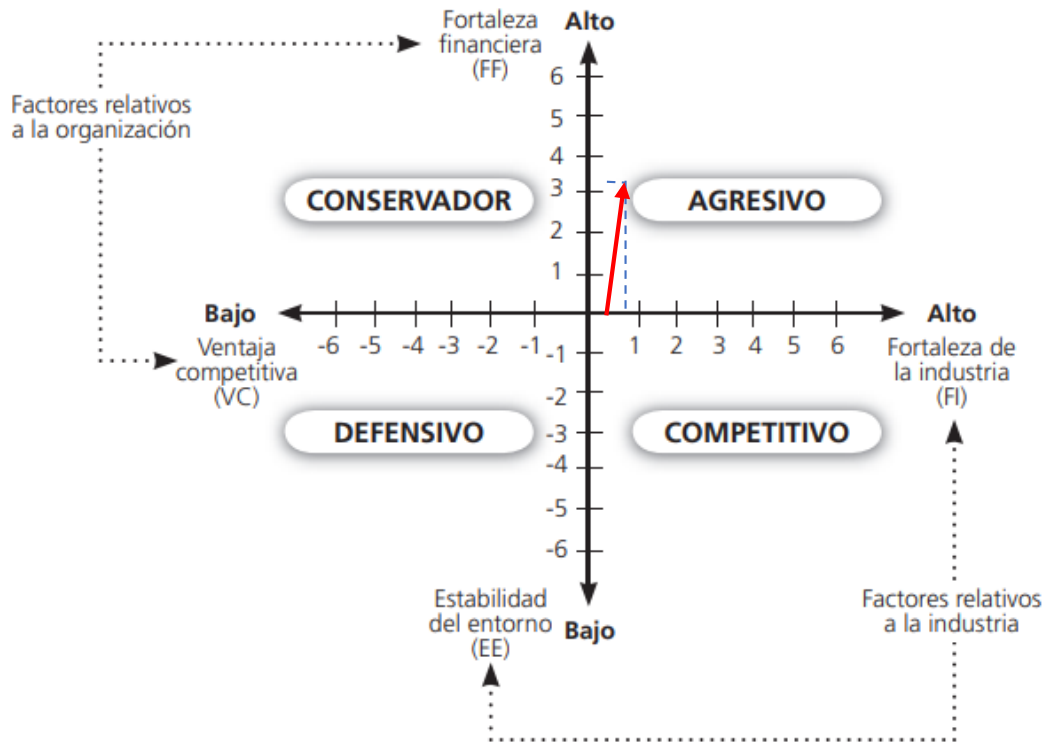 Fortaleza
financiera
(FF)
Alto
Factores relativos
a la organización
6
5
4
3
2
1
CONSERVADOR
AGRESIVO
Bajo
Ventaja
competitiva
(VC)
-6 -5 -4 -3 -2 -1
1 2 3 4 5 6
Alto
Fortaleza de
la industria
(FI)
-1
-2
-3
-4
-5
-6
DEFENSIVO
COMPETITIVO
Estabilidad
del entorno
(EE)
Bajo
Factores relativos
a la industria